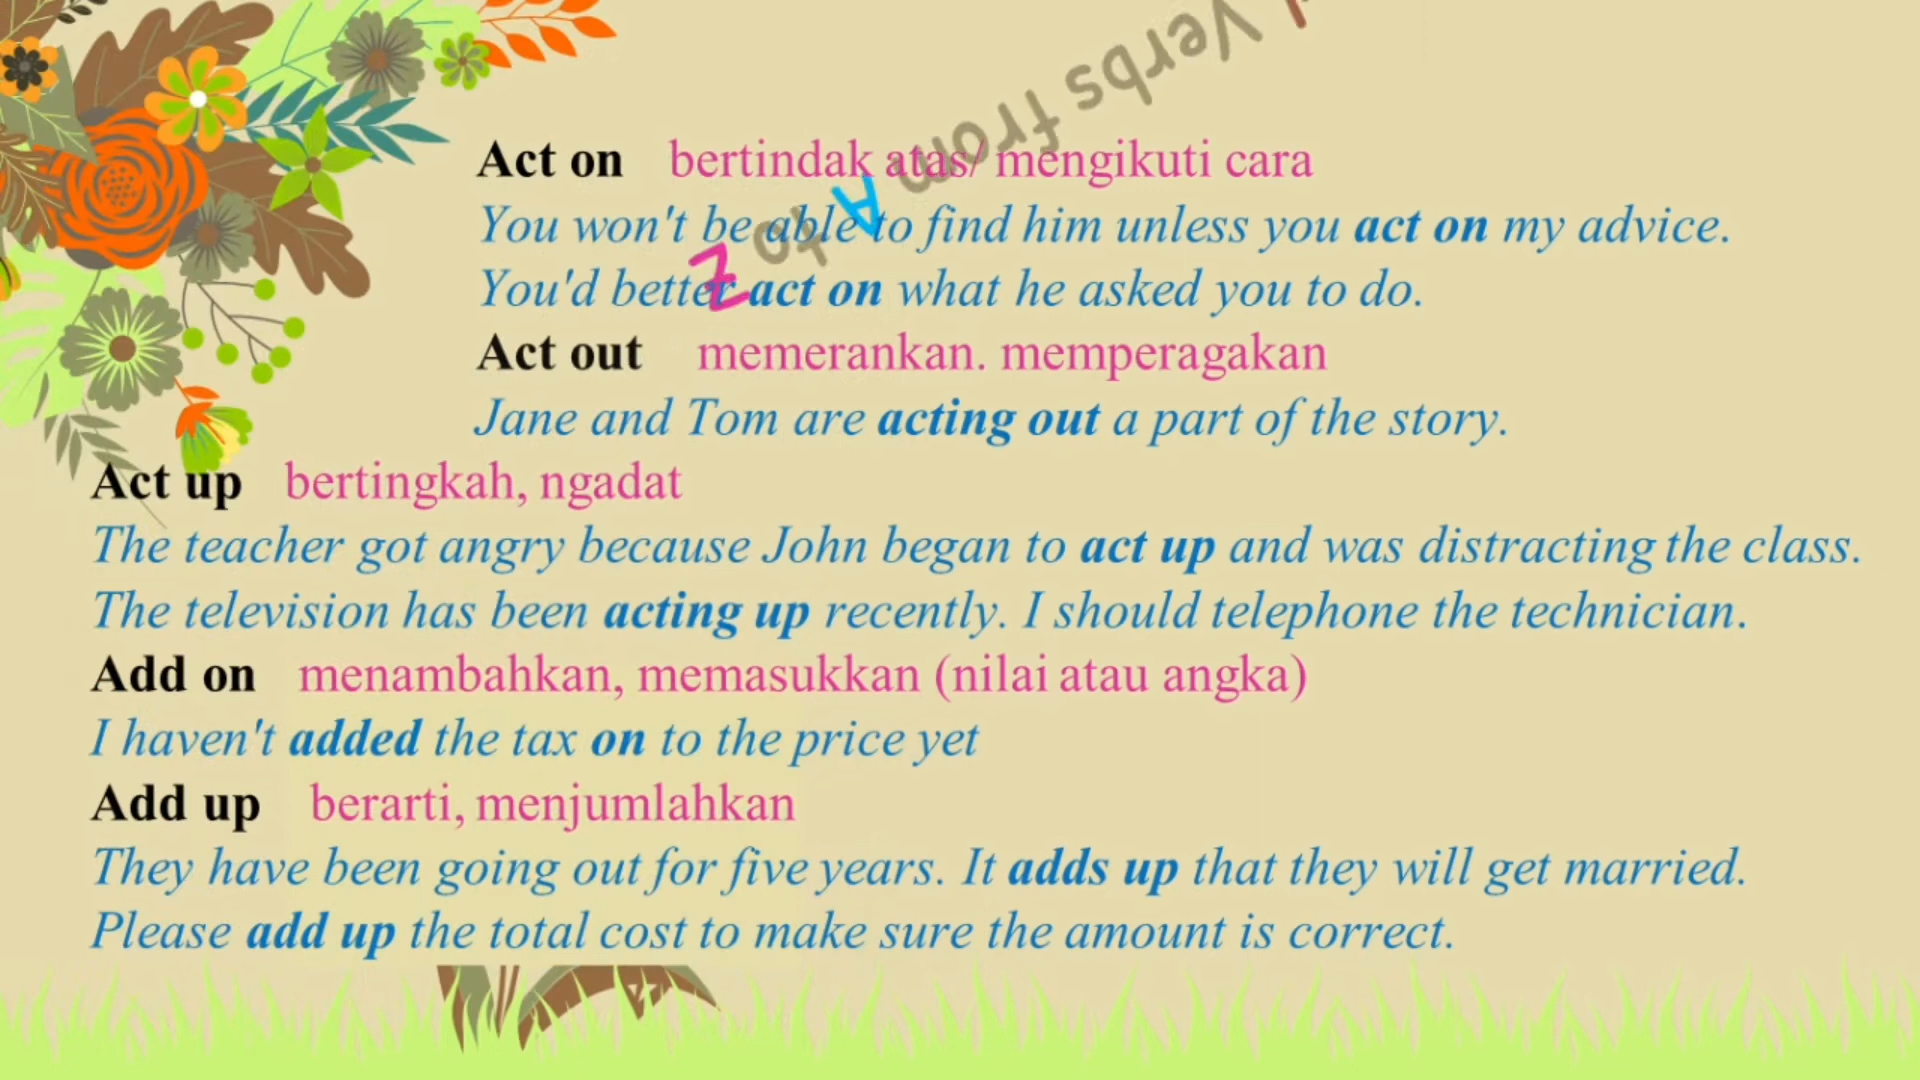 l Verbs from A to Z
Act on bertindak atas/ mengikuti cara
You won't be able to find him unless you act on my advice.
You'd better act on what he asked you to do.
Act out memerankan. memperagakan
Jane and Tom are acting out a part of the story.
Act up bertingkah, ngadat
The teacher got angry because John began to act up and was distracting the class.
The television has been acting up recently. I should telephone the technician.
Add on menambahkan, memasukkan (nilai atau angka)
I haven't added the tax on to the price yet
Add up berarti, menjumlahkan
They have been going out for five years. It adds up that they will get married.
Please add up the total cost to make sure the amount is correct.